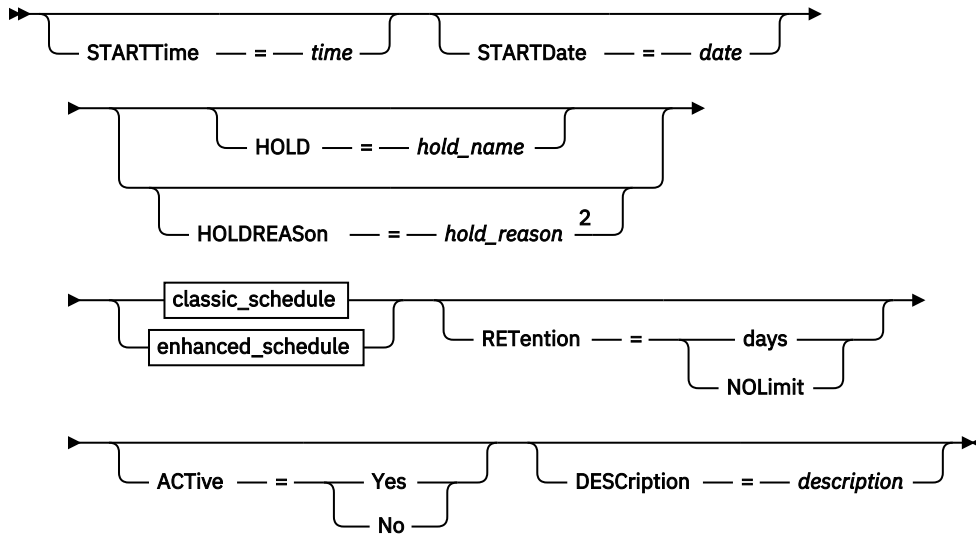 STARTTime = time STARTDate = date
HOLD = hold_name
HOLDREASon = hold_reason 2
classic_schedule
enhanced_schedule
RETention = days
NOLimit
ACTive = Yes
No
DESCription = description